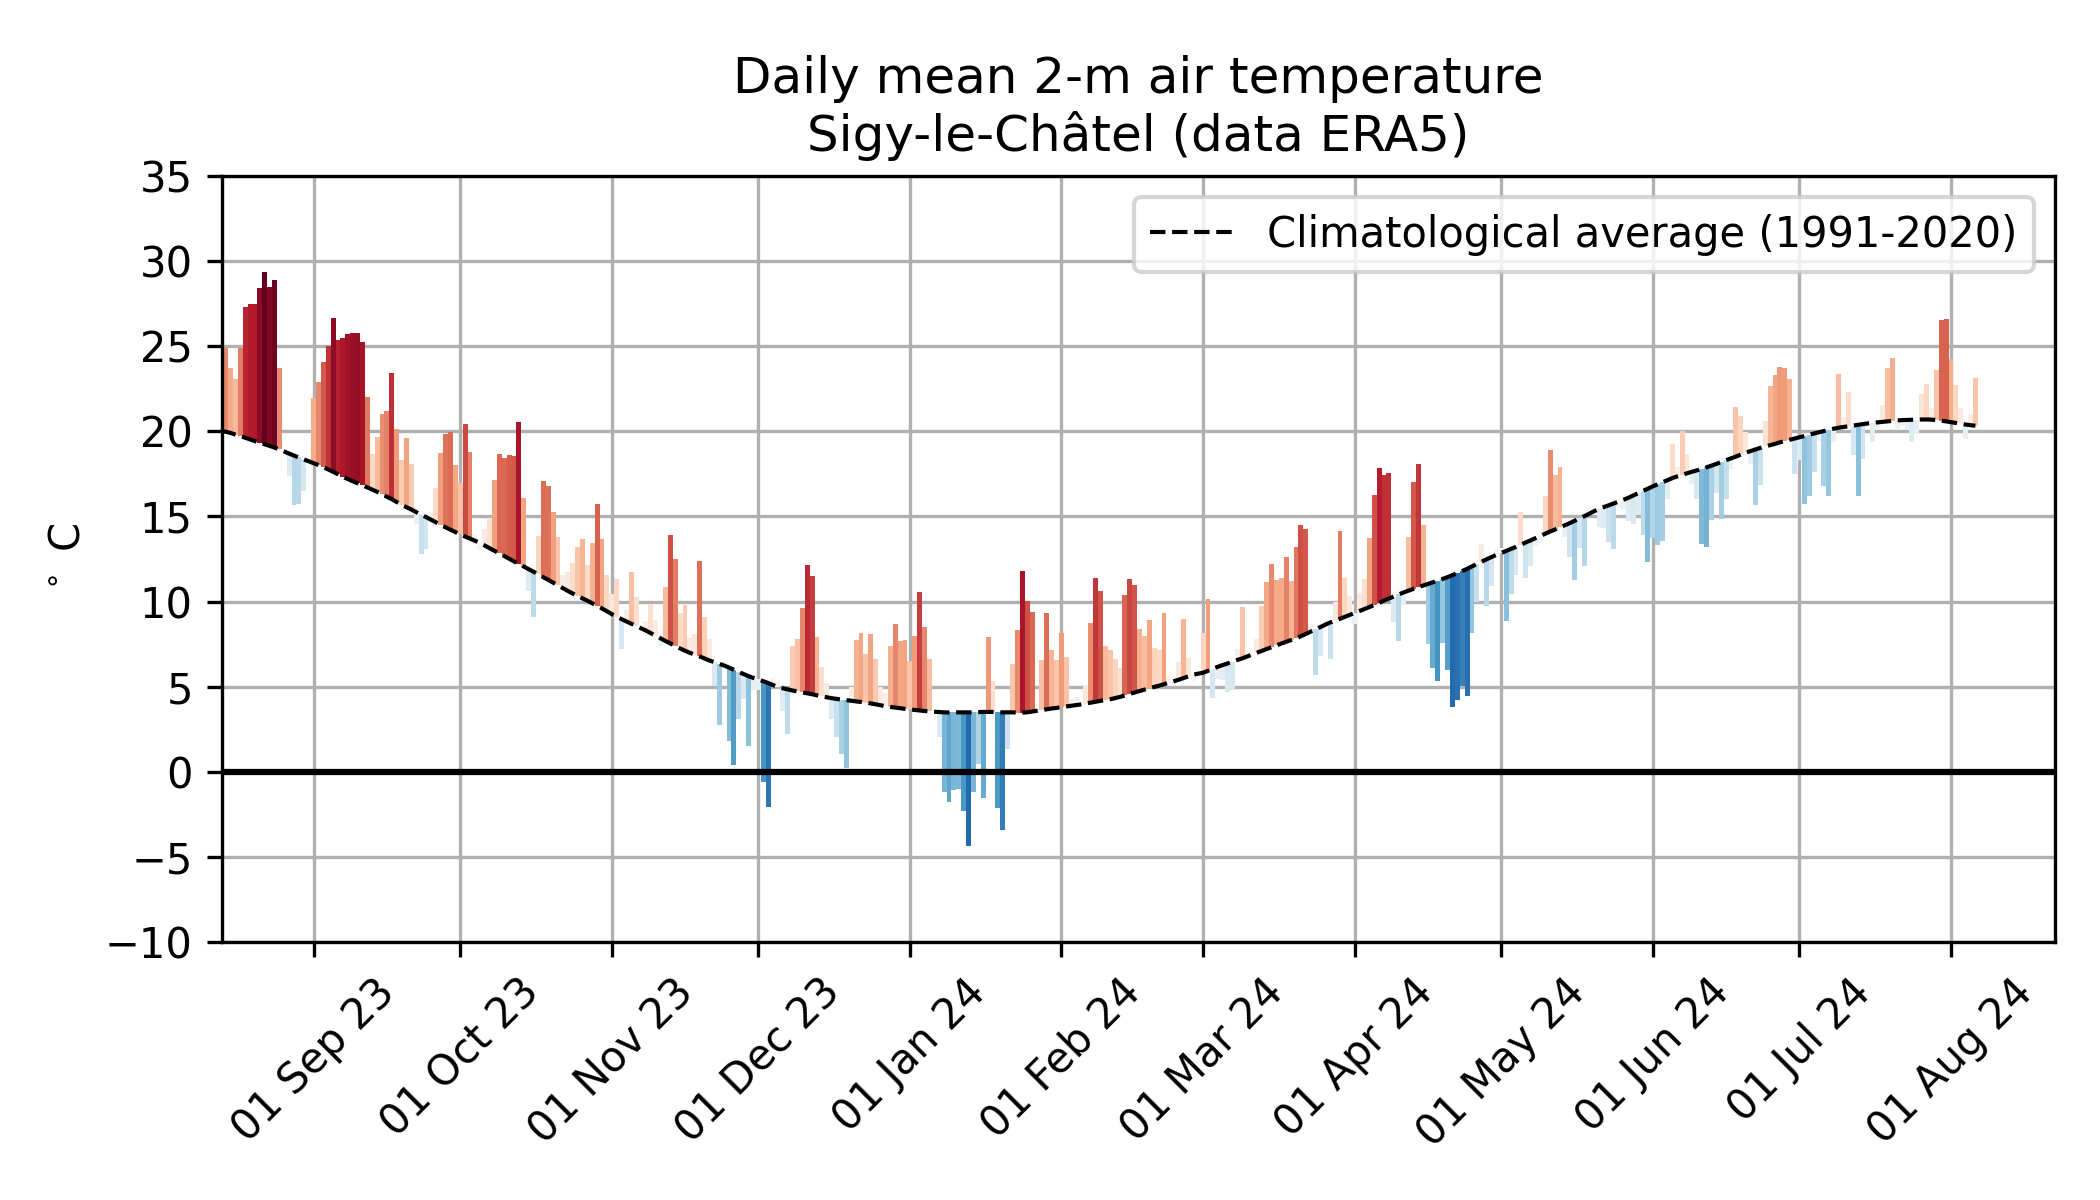 Daily mean 2-m air temperature
Sigy-le-Châtel (data ERA5)
35
30
25
20
15
10
5
0
−5
−10
° C
Climatological average (1991-2020)
01 Sep 23
01 Oct 23
01 Nov 23
01 Dec 23
01 Jan 24
01 Feb 24
01 Mar 24
01 Apr 24
01 May 24
01 Jun 24
01 Jul 24
01 Aug 24